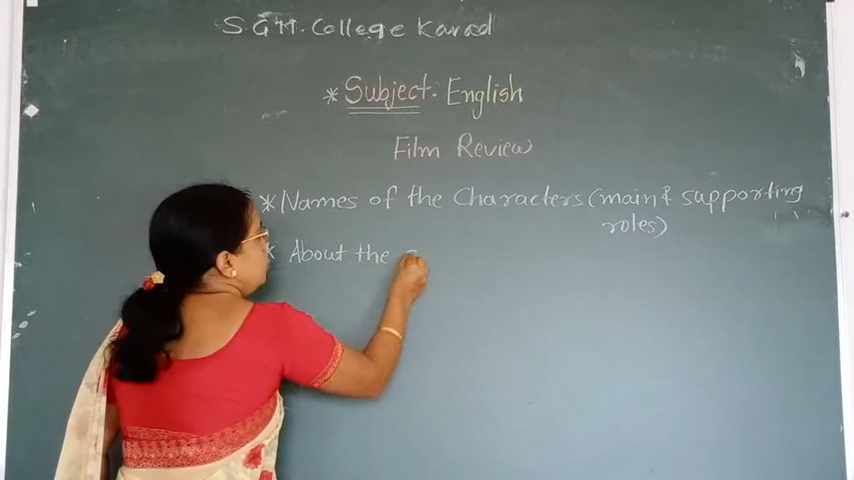 S.G.M. College Karad
* Subject. English
Film Review
* Names of the Characters (main & supporting
roles)
* About the